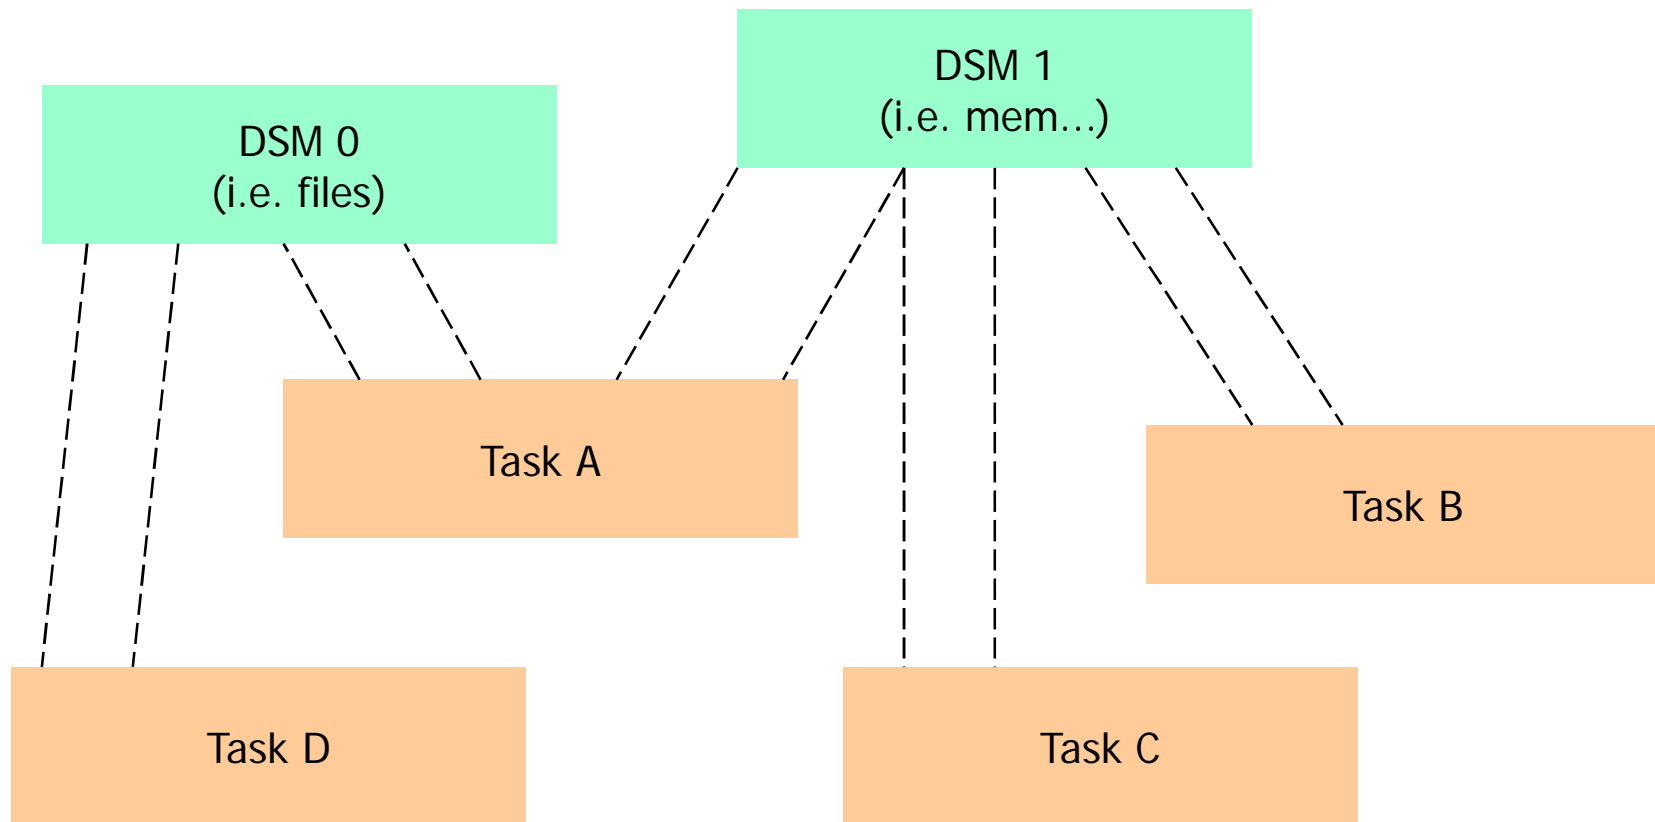 DSM 1
(i.e. mem...)
DSM 0
(i.e. files)
Task A
Task B
Task D
Task C